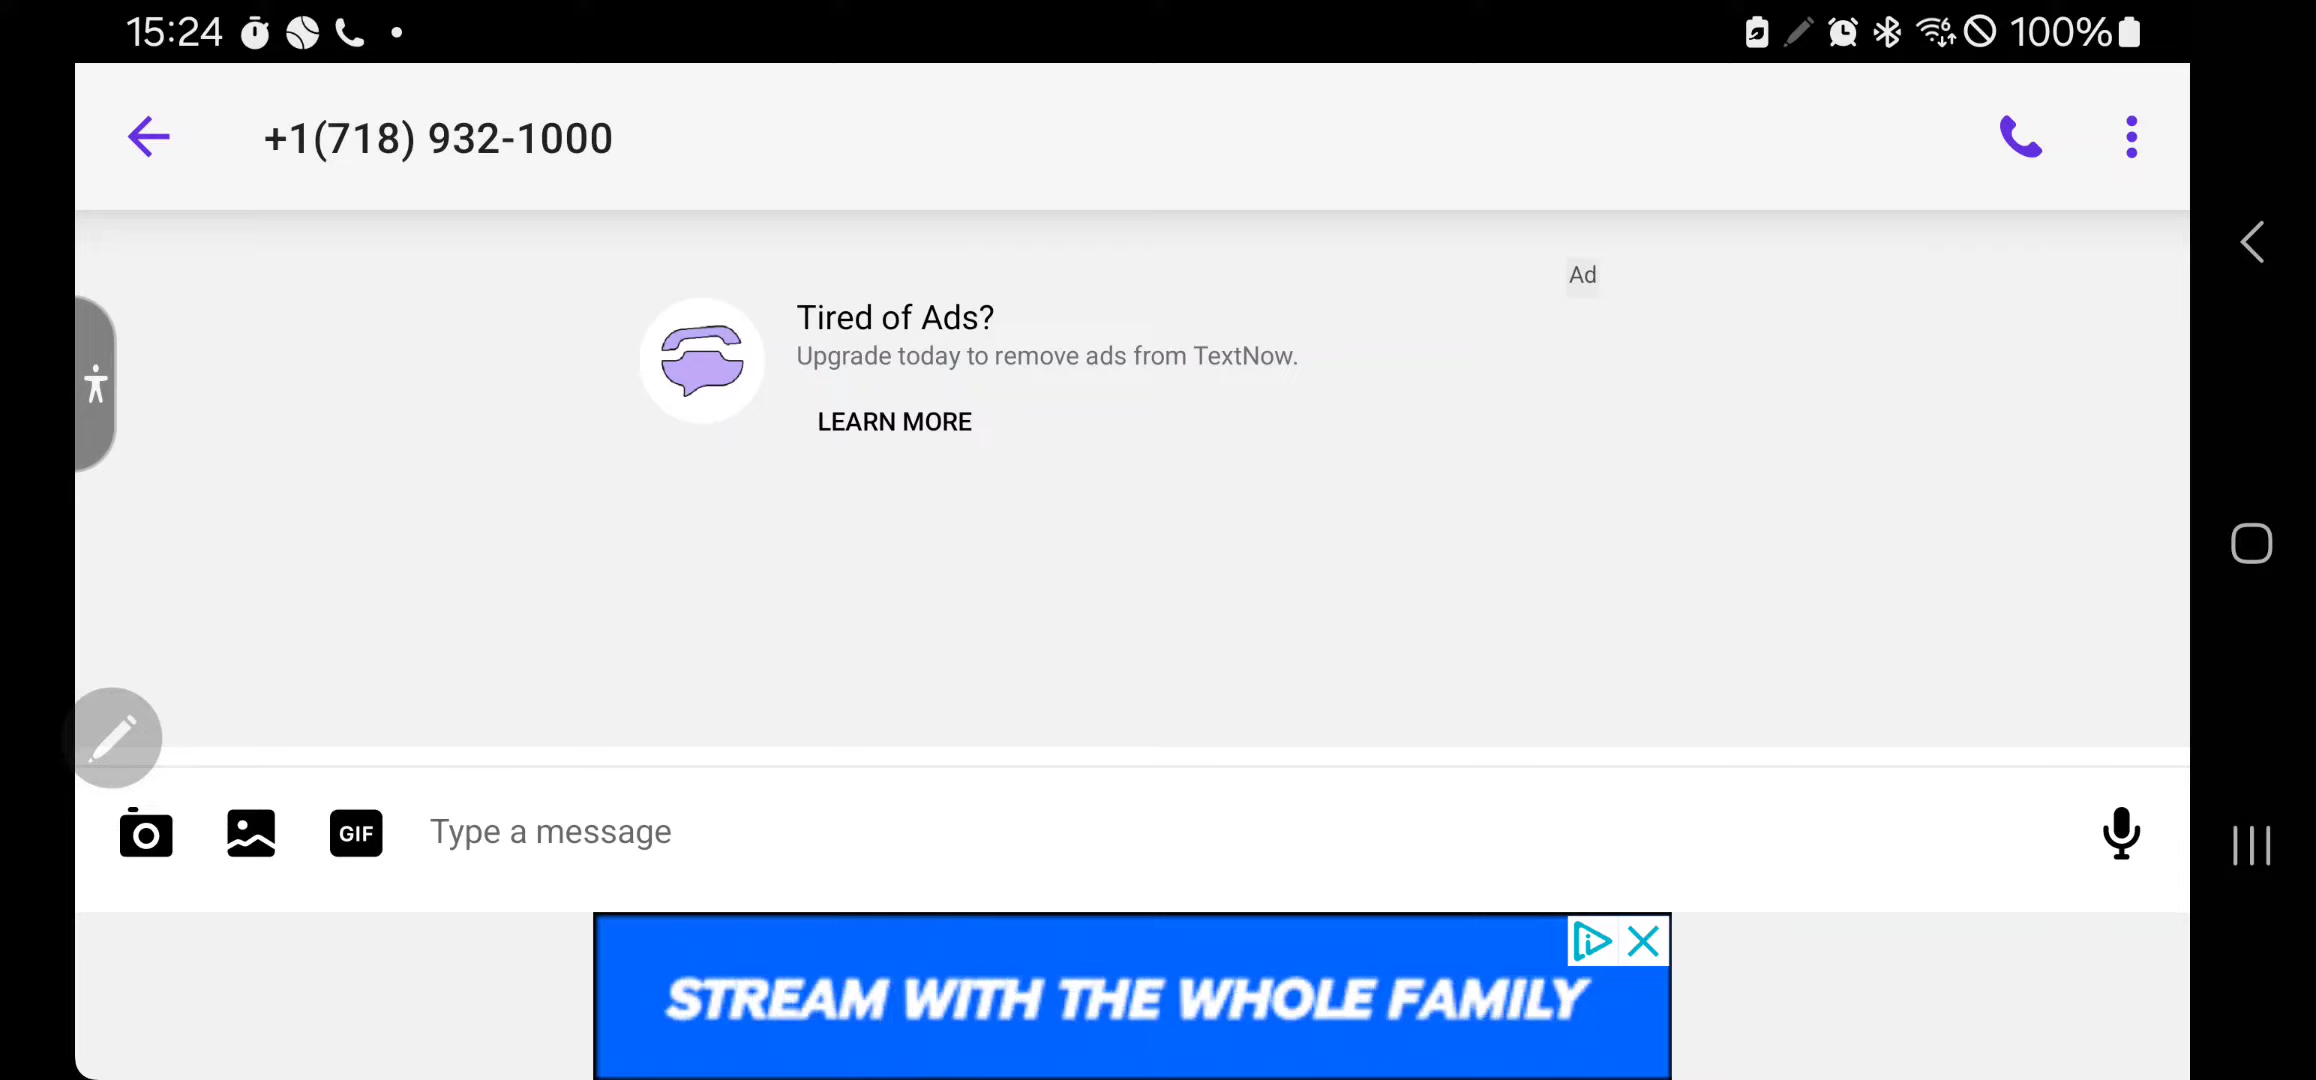 15:24
100%
+1(718) 932-1000
Ad
Tired of Ads?
Upgrade today to remove ads from TextNow.
LEARN MORE
GIF
Type a message
STREAM WITH THE WHOLE FAMILY